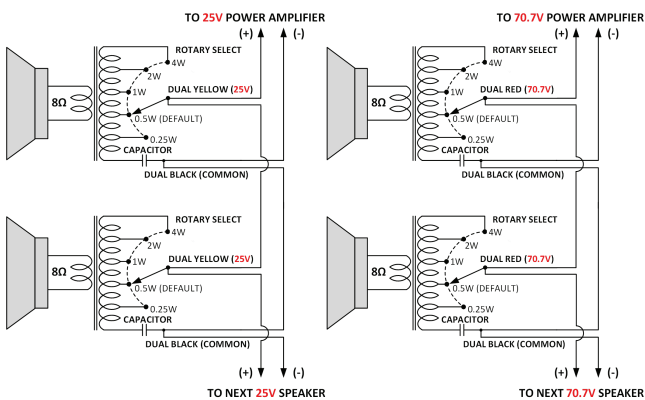 TO 25V POWER AMPLIFIER
(+) (-)
ROTARY SELECT
4W
2W
8Ω
1W
DUAL YELLOW (25V)
0.5W (DEFAULT)
0.25W
CAPACITOR
DUAL BLACK (COMMON)
ROTARY SELECT
4W
2W
8Ω
1W
DUAL YELLOW (25V)
0.5W (DEFAULT)
0.25W
CAPACITOR
DUAL BLACK (COMMON)
(+) (-)
TO NEXT 25V SPEAKER
TO 70.7V POWER AMPLIFIER
(+) (-)
ROTARY SELECT
4W
2W
8Ω
1W
DUAL RED (70.7V)
0.5W (DEFAULT)
0.25W
CAPACITOR
DUAL BLACK (COMMON)
ROTARY SELECT
4W
2W
8Ω
1W
DUAL RED (70.7V)
0.5W (DEFAULT)
0.25W
CAPACITOR
DUAL BLACK (COMMON)
(+) (-)
TO NEXT 70.7V SPEAKER